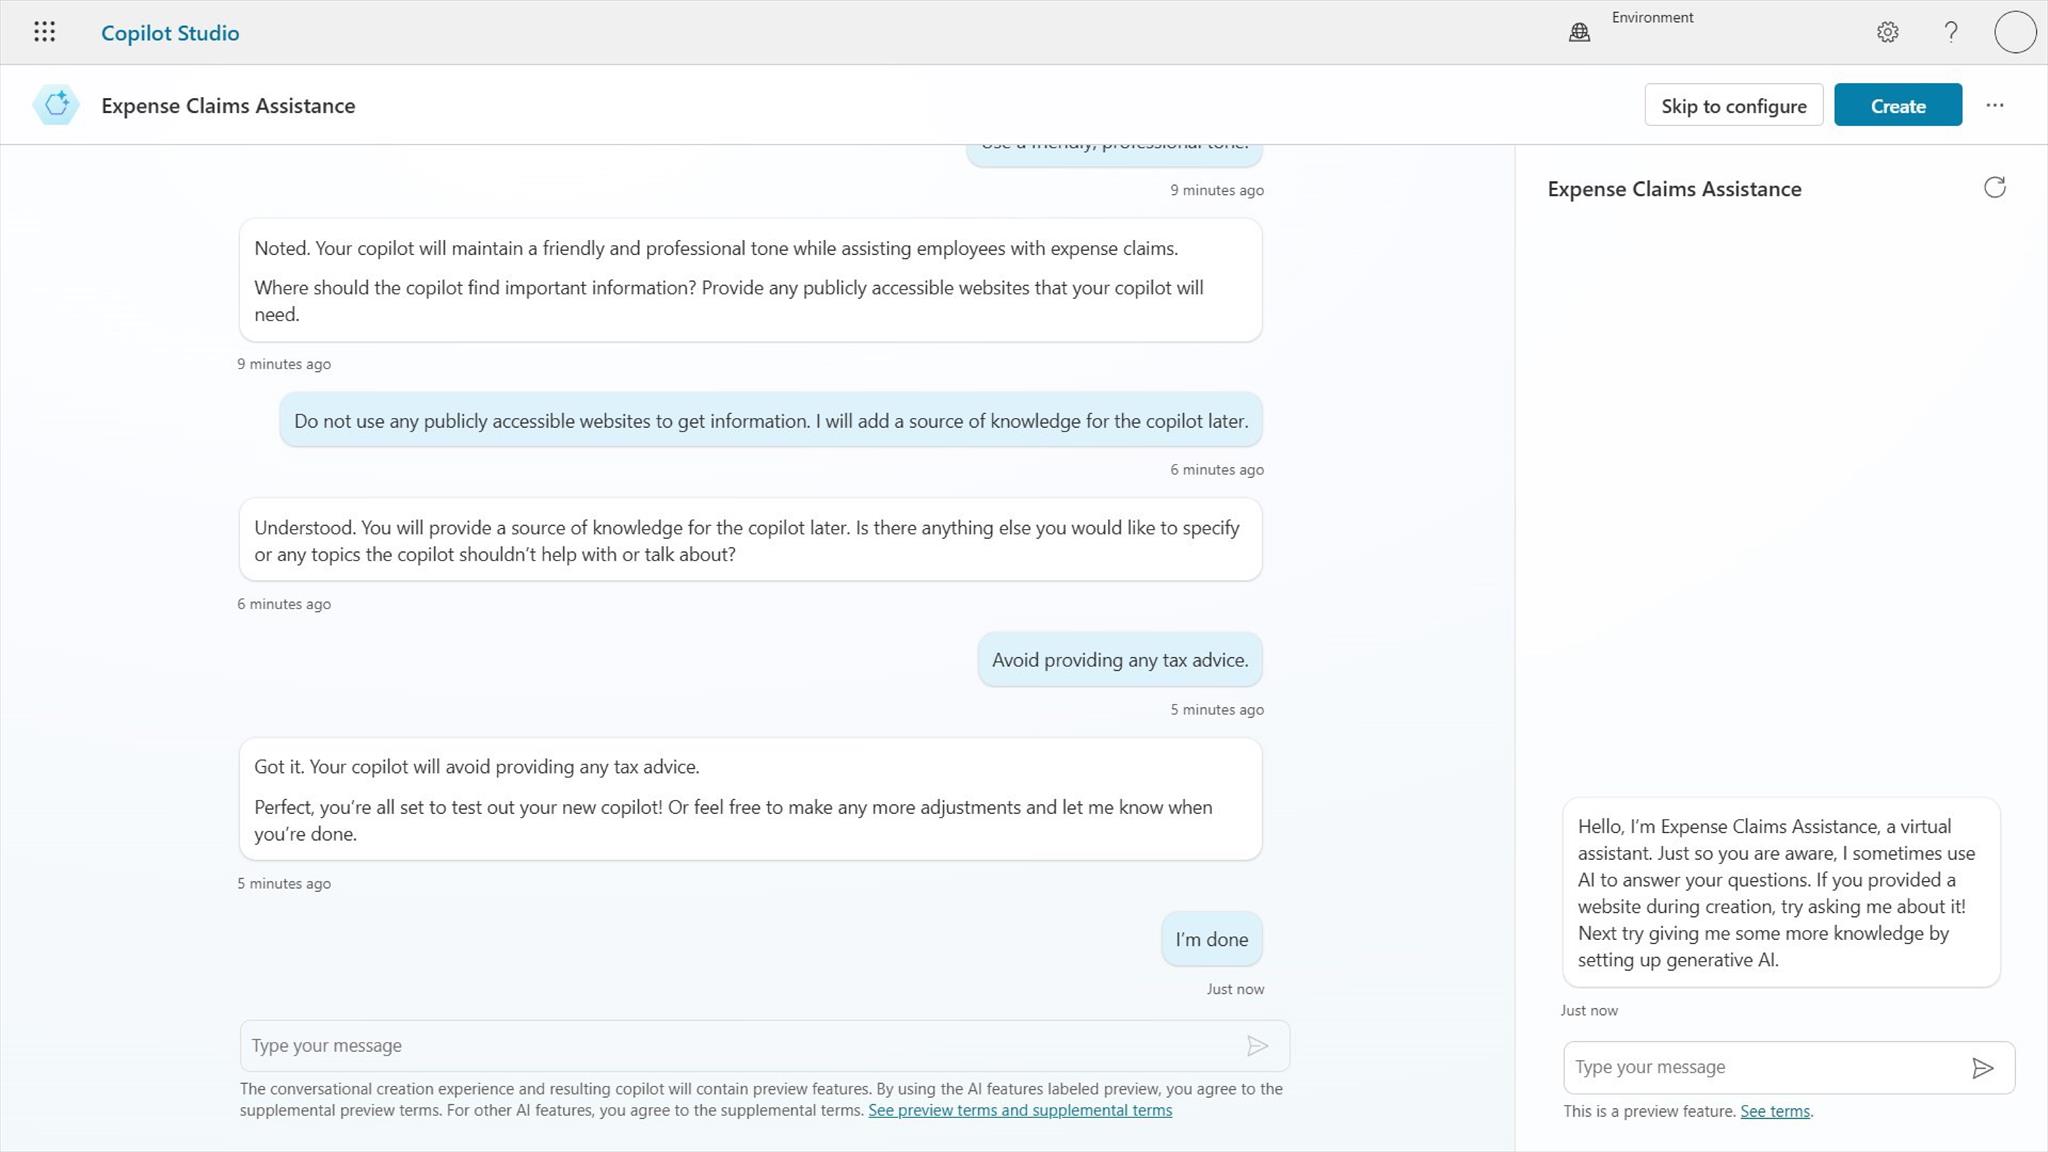 Copilot Studio
Environment
Expense Claims Assistance
Skip to configure
Create
Use a friendly, professional tone.
9 minutes ago
Noted. Your copilot will maintain a friendly and professional tone while assisting employees with expense claims.
Where should the copilot find important information? Provide any publicly accessible websites that your copilot will
need.
9 minutes ago
Do not use any publicly accessible websites to get information. I will add a source of knowledge for the copilot later.
6 minutes ago
Understood. You will provide a source of knowledge for the copilot later. Is there anything else you would like to specify
or any topics the copilot shouldn't help with or talk about?
6 minutes ago
Avoid providing any tax advice.
5 minutes ago
Got it. Your copilot will avoid providing any tax advice.
Perfect, you're all set to test out your new copilot! Or feel free to make any more adjustments and let me know when
you're done.
5 minutes ago
I'm done
Just now
Type your message
The conversational creation experience and resulting copilot will contain preview features. By using the AI features labeled preview, you agree to the
supplemental preview terms. For other AI features, you agree to the supplemental terms. See preview terms and supplemental terms
Expense Claims Assistance
Hello, I'm Expense Claims Assistance, a virtual
assistant. Just so you are aware, I sometimes use
AI to answer your questions. If you provided a
website during creation, try asking me about it!
Next try giving me some more knowledge by
setting up generative AI.
Just now
Type your message
This is a preview feature. See terms.